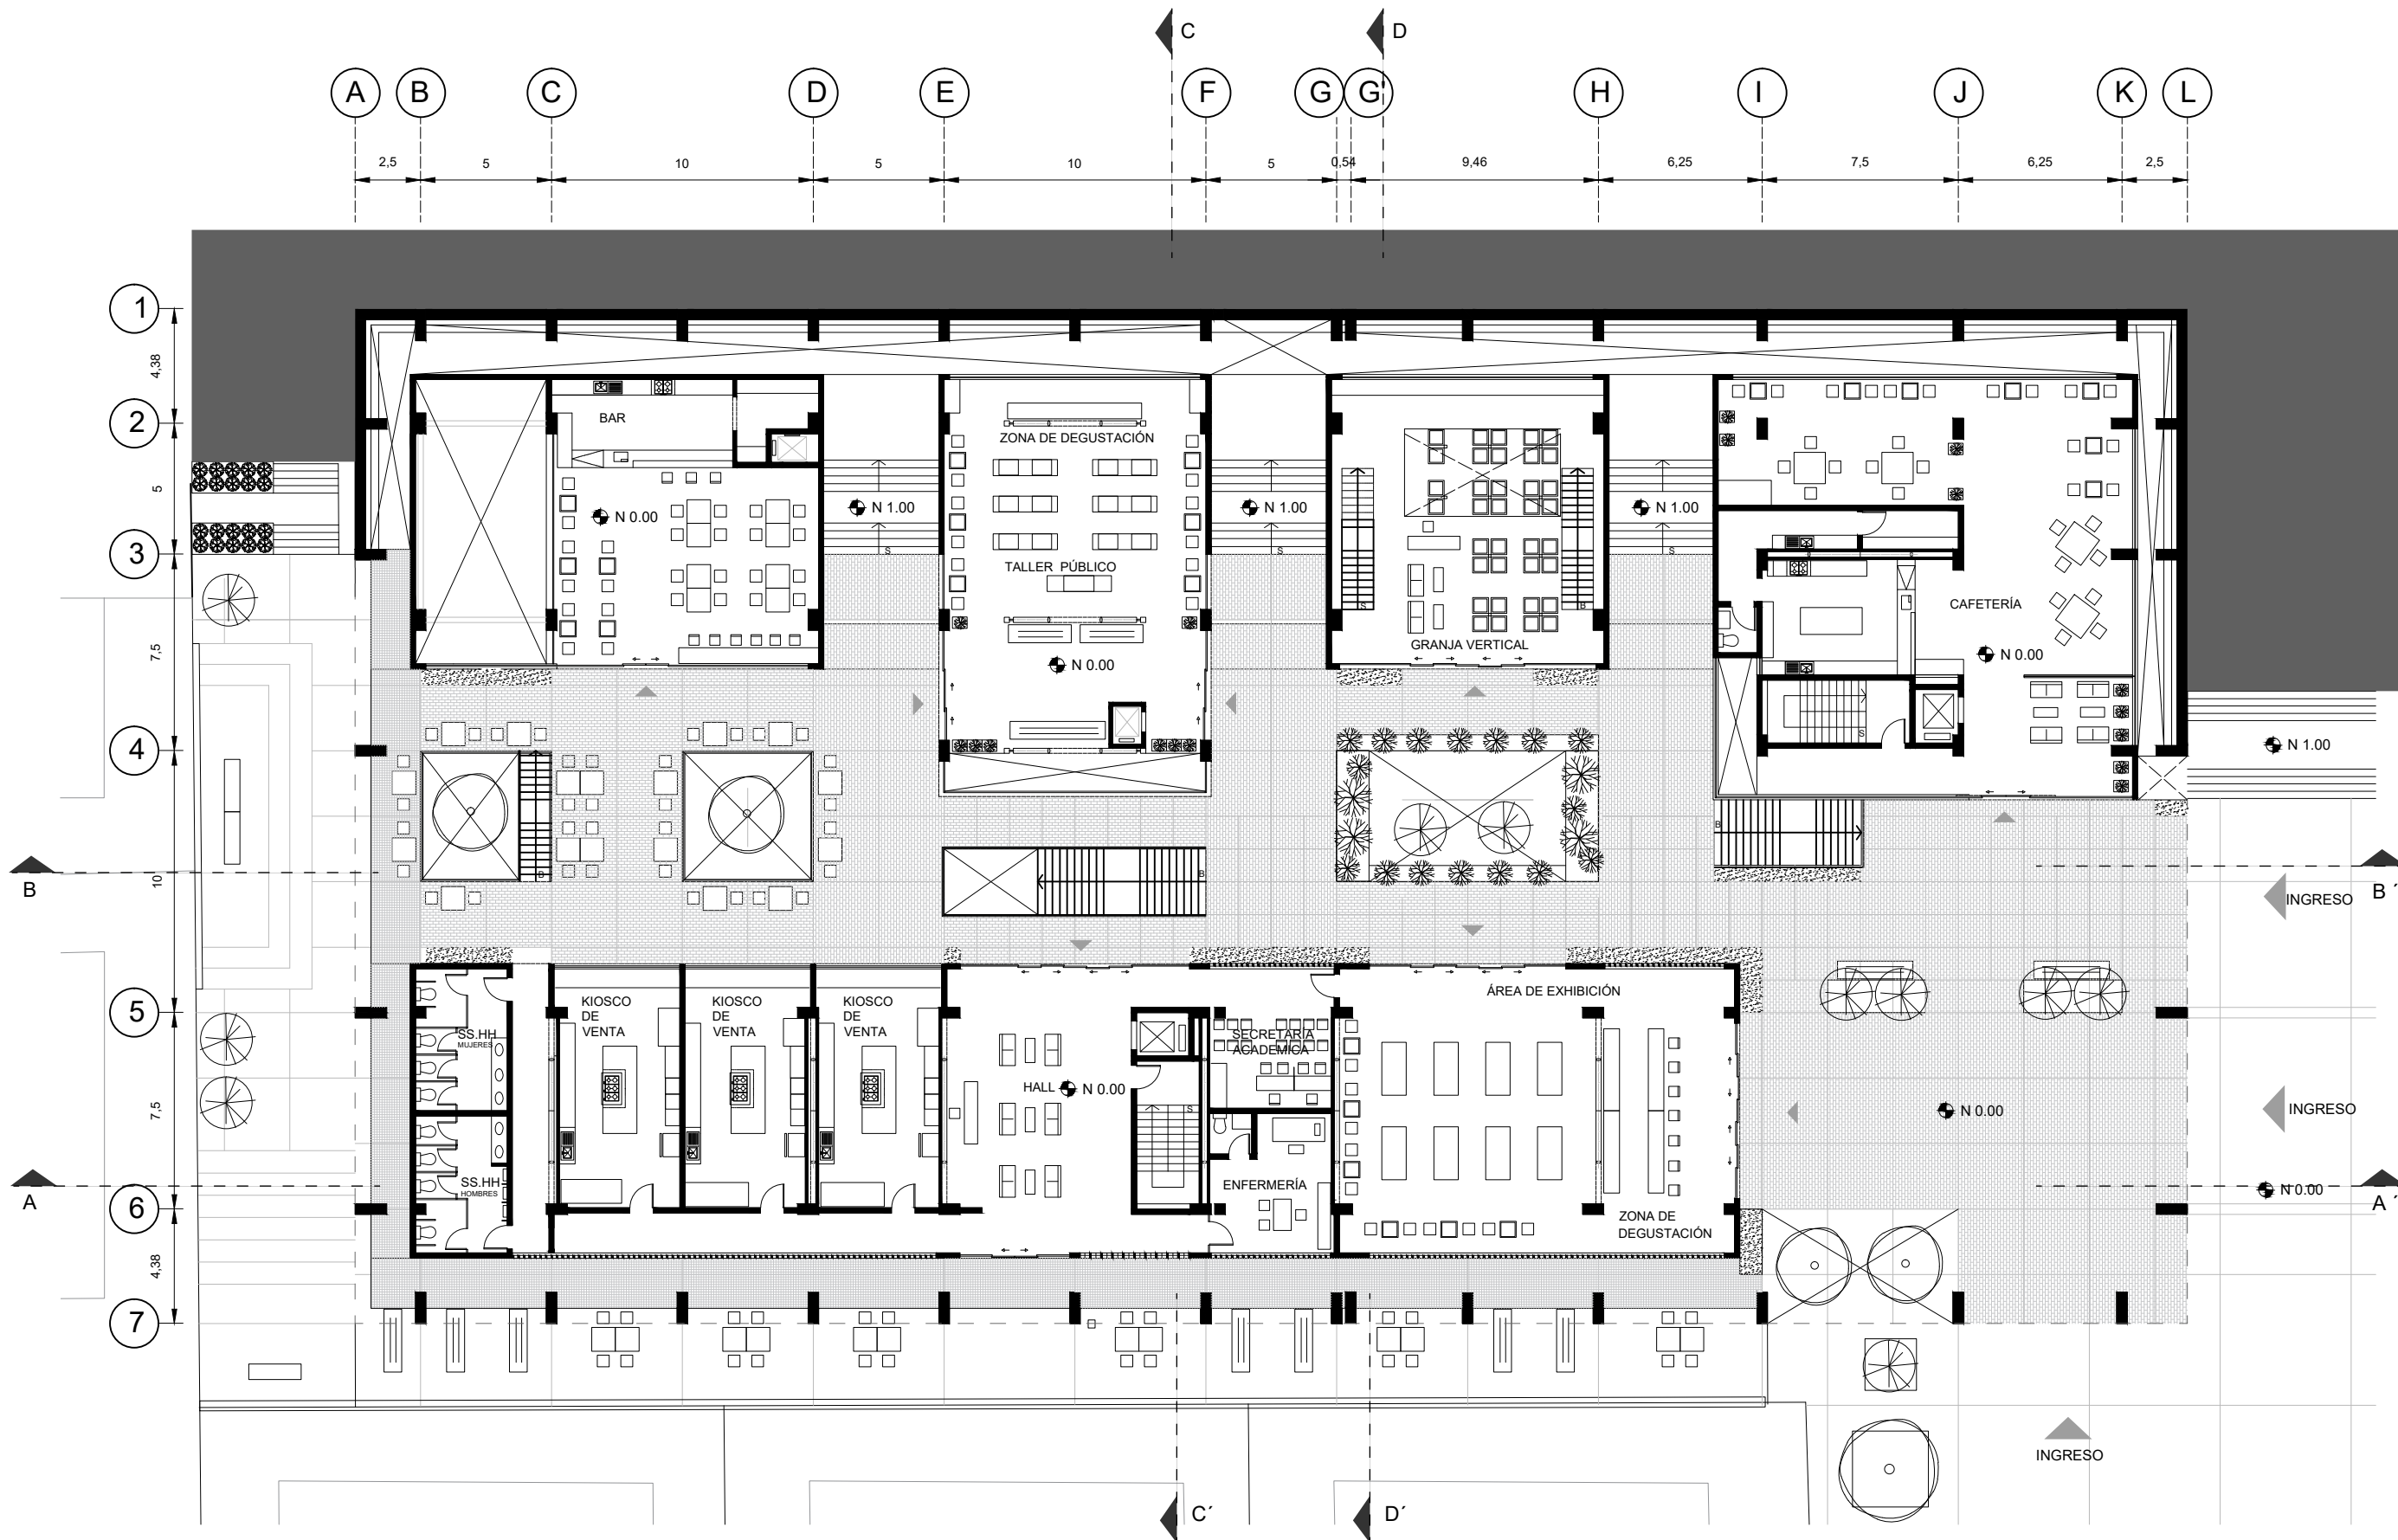 C D
A B C D E F G G' H I J K L
2,5 5 10 5 10 5 0,54 9,46 6,25 7,5 6,25 2,5
1
4,38
2
BAR
ZONA DE DEGUSTACIÓN
5
N 0.00
N 1.00
N 1.00
N 1.00
3
S
S
S
TALLER PÚBLICO
CAFETERÍA
S
B
7,5
GRANJA VERTICAL
N 0.00
N 0.00
S
4
N 1.00
B
10
B
B
B
B ´
INGRESO
5
KIOSCO
DE
VENTA
KIOSCO
DE
VENTA
KIOSCO
DE
VENTA
ÁREA DE EXHIBICIÓN
SS.HH
MUJERES
SECRETARÍA
ACADEMICA
HALL
N 0.00
7,5
S
N 0.00
INGRESO
SS.HH
HOMBRES
ENFERMERÍA
N 0.00
A
A ´
6
ZONA DE
DEGUSTACIÓN
4,38
7
INGRESO
C´ D´